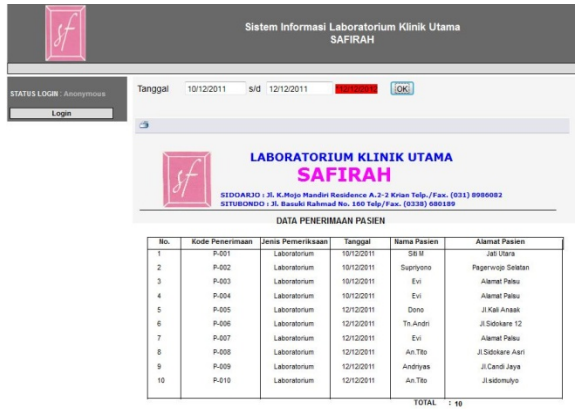 sf
Sistem Informasi Laboratorium Klinik Utama
SAFIRAH
STATUS LOGIN : Anonymous
Login
Tanggal 10/12/2011 s/d 12/12/2011 OK
sf
LABORATORIUM KLINIK UTAMA
SAFIRAH
SIDOARJO : Jl. K.Mojo Mandiri Residence A.2-2 Krian Telp./Fax. (031) 8986082
SITUBONDO : Jl. Basuki Rahmad No. 160 Telp/Fax. (0338) 680189
DATA PENERIMAAN PASIEN
No. Kode Penerimaan Jenis Pemeriksaan Tanggal Nama Pasien Alamat Pasien
1 P-001 Laboratorium 10/12/2011 Siti M Jati Utara
2 P-002 Laboratorium 10/12/2011 Supriyono Pagerwojo Selatan
3 P-003 Laboratorium 10/12/2011 Evi Alamat Palsu
4 P-004 Laboratorium 10/12/2011 Evi Alamat Palsu
5 P-005 Laboratorium 12/12/2011 Dono Jl.Kali Anaak
6 P-006 Laboratorium 12/12/2011 Tn.Andri Jl.Sidokare 12
7 P-007 Laboratorium 12/12/2011 Evi Alamat Palsu
8 P-008 Laboratorium 12/12/2011 An.Tito Jl.Sidokare Asri
9 P-009 Laboratorium 12/12/2011 Andriyas Jl.Candi Jaya
10 P-010 Laboratorium 12/12/2011 An.Tito Jl.sidomulyo
TOTAL : 10